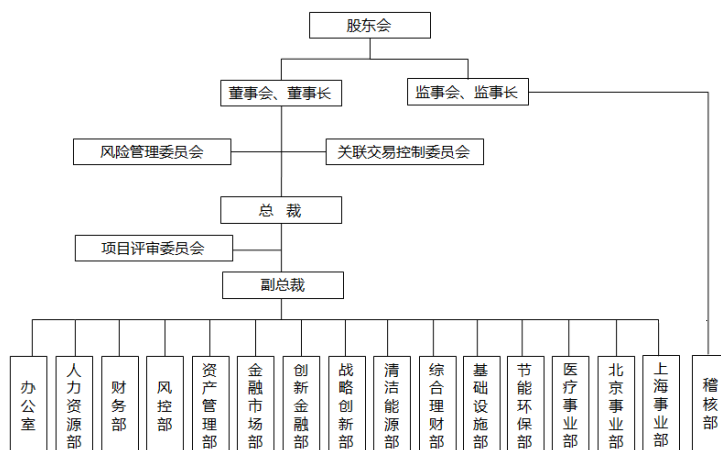 股东会
董事会、董事长
监事会、监事长
风险管理委员会
关联交易控制委员会
总 裁
项目评审委员会
副总裁
办公室
人力资源部
财务部
风控部
资产管理部
金融市场部
创新金融部
战略创新部
清洁能源部
综合理财部
基础设施部
节能环保部
医疗事业部
北京事业部
上海事业部
稽核部